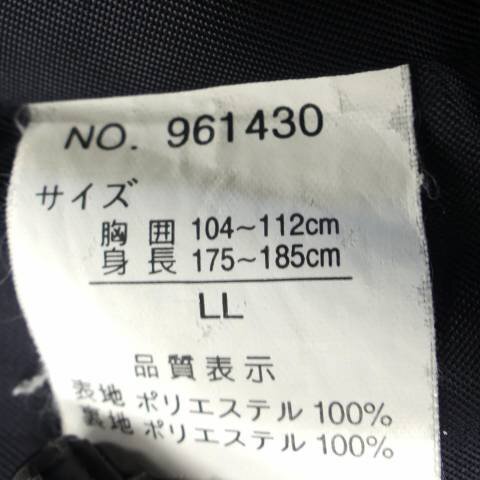 NO. 961430
サイズ
胸囲 104~112cm
身長 175~185cm
LL
品質表示
表地 ポリエステル 100%
裏地 ポリエステル 100%